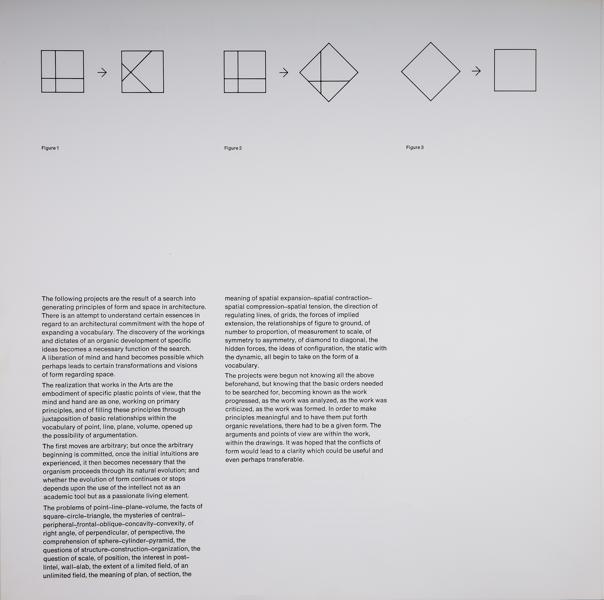 Figure 1
Figure 2
Figure 3
The following projects are the result of a search into
generating principles of form and space in architecture.
There is an attempt to understand certain essences in
regard to an architectural commitment with the hope of
expanding a vocabulary. The discovery of the workings
and dictates of an organic development of specific
ideas becomes a necessary function of the search.
A liberation of mind and hand becomes possible which
perhaps leads to certain transformations and visions
of form regarding space.
The realization that works in the Arts are the
embodiment of specific plastic points of view, that the
mind and hand are as one, working on primary
principles, and of filling these principles through
juxtaposition of basic relationships within the
vocabulary of point, line, plane, volume, opened up
the possibility of argumentation.
The first moves are arbitrary; but once the arbitrary
beginning is committed, once the initial intuitions are
experienced, it then becomes necessary that the
organism proceeds through its natural evolution; and
whether the evolution of form continues or stops
depends upon the use of the intellect not as an
academic tool but as a passionate living element.
The problems of point–line–plane–volume, the facts of
square–circle–triangle, the mysteries of central–
peripheral–frontal–oblique–concavity–convexity, of
right angle, of perpendicular, of perspective, the
comprehension of sphere–cylinder–pyramid, the
questions of structure–construction–organization, the
question of scale, of position, the interest in post–
lintel, wall–slab, the extent of a limited field, of an
unlimited field, the meaning of plan, of section, the
meaning of spatial expansion–spatial contraction–
spatial compression–spatial tension, the direction of
regulating lines, of grids, the forces of implied
extension, the relationships of figure to ground, of
number to proportion, of measurement to scale, of
symmetry to asymmetry, of diamond to diagonal, the
hidden forces, the ideas of configuration, the static with
the dynamic, all begin to take on the form of a
vocabulary.
The projects were begun not knowing all the above
beforehand, but knowing that the basic orders needed
to be searched for, becoming known as the work
progressed, as the work was analyzed, as the work was
criticized, as the work was formed. In order to make
principles meaningful and to have them put forth
organic revelations, there had to be a given form. The
arguments and points of view are within the work,
within the drawings. It was hoped that the conflicts of
form would lead to a clarity which could be useful and
even perhaps transferable.